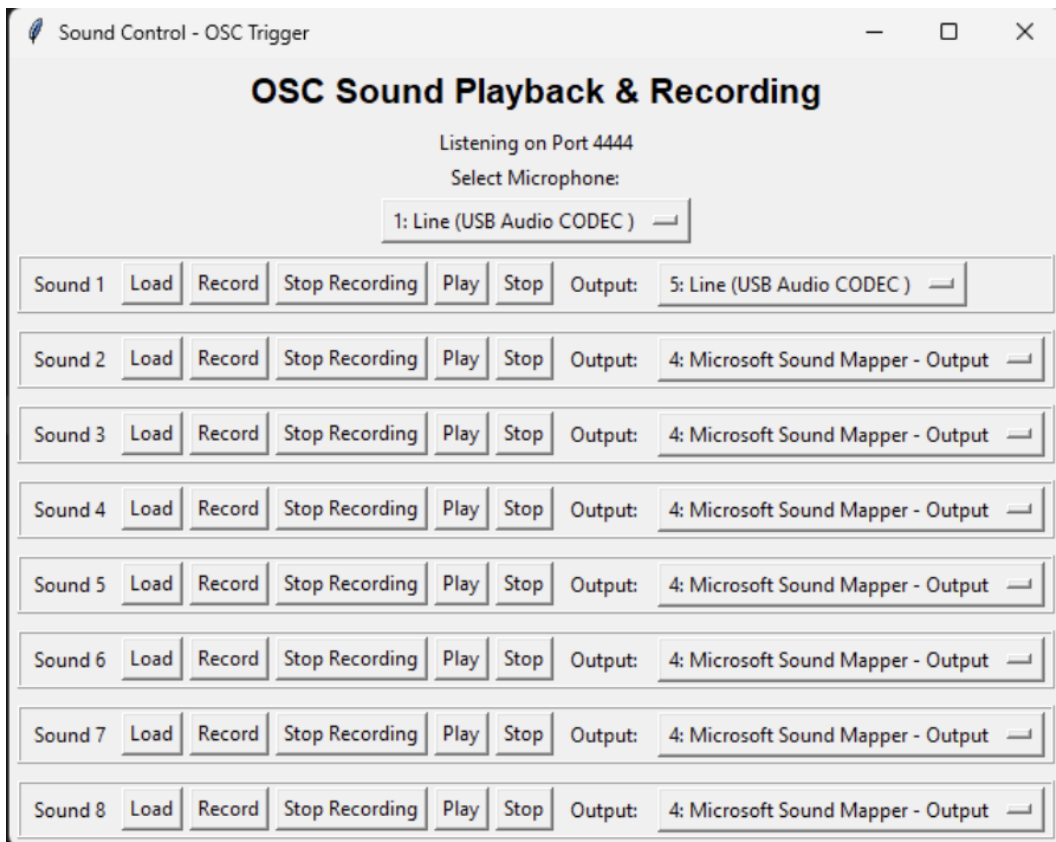 Sound Control - OSC Trigger
OSC Sound Playback & Recording
Listening on Port 4444
Select Microphone:
1: Line (USB Audio CODEC )
Sound 1 Load Record Stop Recording Play Stop Output: 5: Line (USB Audio CODEC )
Sound 2 Load Record Stop Recording Play Stop Output: 4: Microsoft Sound Mapper - Output
Sound 3 Load Record Stop Recording Play Stop Output: 4: Microsoft Sound Mapper - Output
Sound 4 Load Record Stop Recording Play Stop Output: 4: Microsoft Sound Mapper - Output
Sound 5 Load Record Stop Recording Play Stop Output: 4: Microsoft Sound Mapper - Output
Sound 6 Load Record Stop Recording Play Stop Output: 4: Microsoft Sound Mapper - Output
Sound 7 Load Record Stop Recording Play Stop Output: 4: Microsoft Sound Mapper - Output
Sound 8 Load Record Stop Recording Play Stop Output: 4: Microsoft Sound Mapper - Output